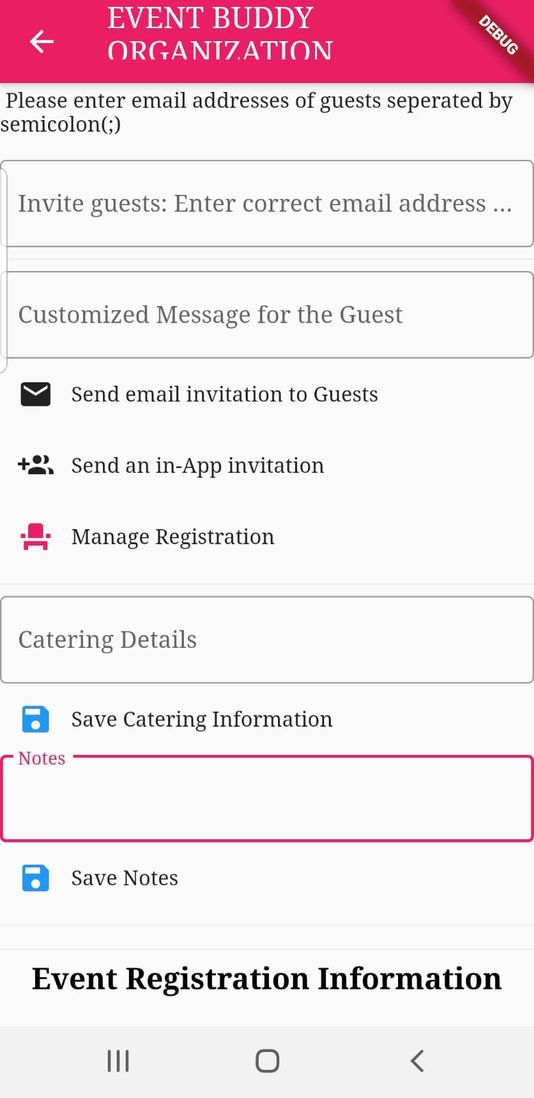 EVENT BUDDY
ORGANIZATION
DEBUG
Please enter email addresses of guests seperated by
semicolon(;)
Invite guests: Enter correct email address ...
Customized Message for the Guest
Send email invitation to Guests
Send an in-App invitation
Manage Registration
Catering Details
Save Catering Information
Notes
Save Notes
Event Registration Information